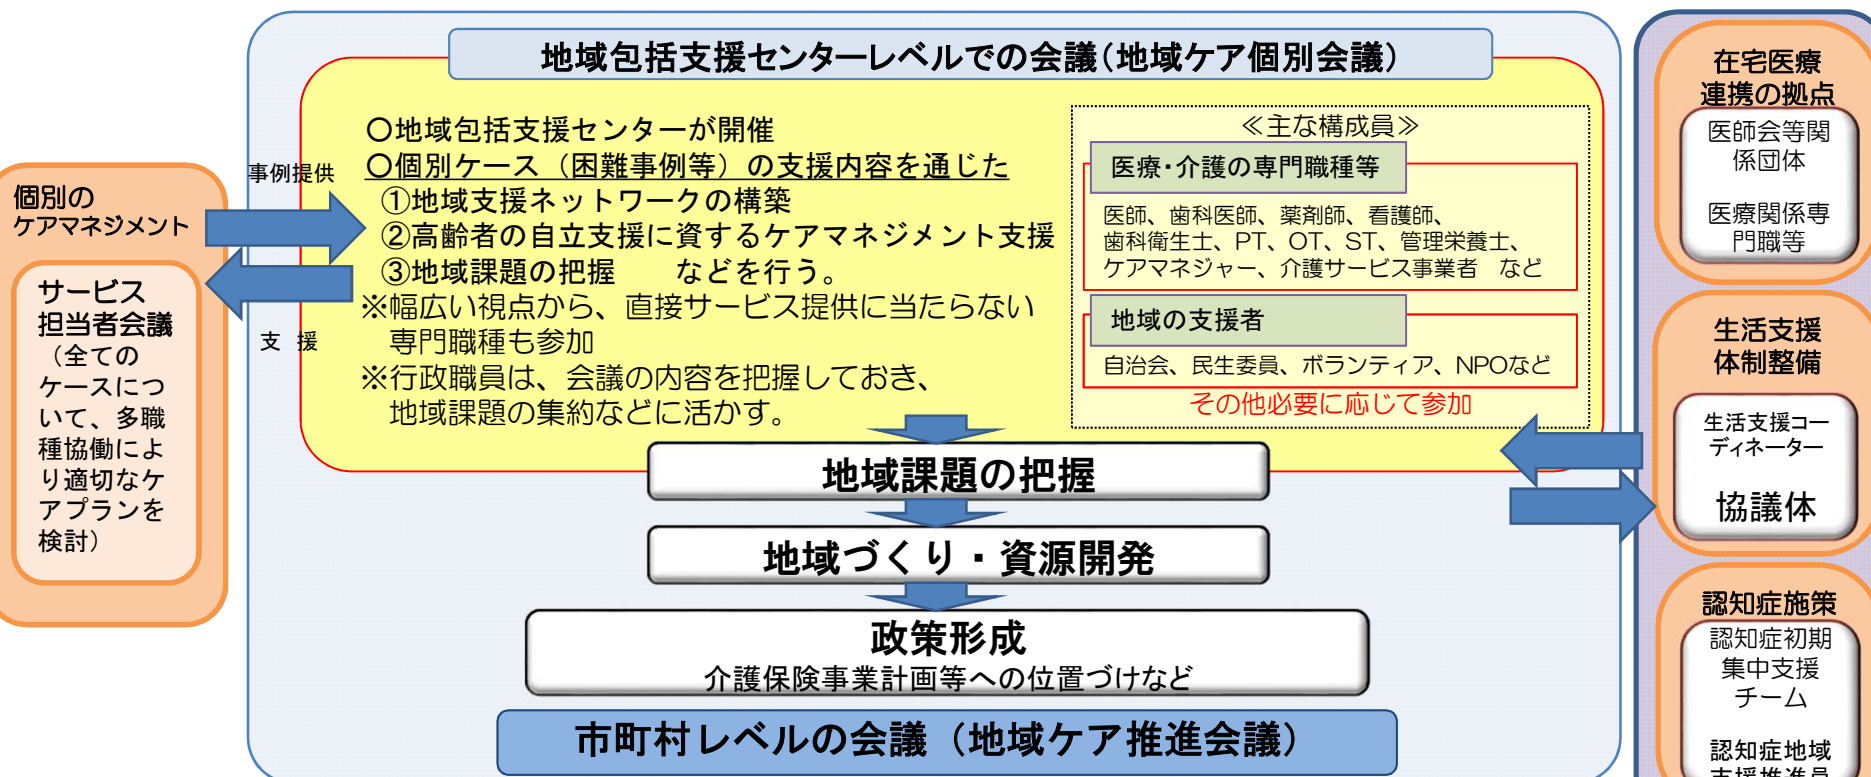 地域包括支援センターレベルでの会議(地域ケア個別会議)
〇地域包括支援センターが開催
〇個別ケース（困難事例等）の支援内容を通じた
①地域支援ネットワークの構築
②高齢者の自立支援に資するケアマネジメント支援
③地域課題の把握　　などを行う。
※幅広い視点から、直接サービス提供に当たらない
専門職種も参加
※行政職員は、会議の内容を把握しておき、
地域課題の集約などに活かす。
≪主な構成員≫
医療・介護の専門職種等
医師、歯科医師、薬剤師、看護師、
歯科衛生士、PT、OT、ST、管理栄養士、
ケアマネジャー、介護サービス事業者　など
地域の支援者
自治会、民生委員、ボランティア、NPOなど
その他必要に応じて参加
事例提供
支　援
個別の
ケアマネジメント
サービス
担当者会議
（全ての
ケースにつ
いて、多職
種協働によ
り適切なケ
アプランを
検討）
地域課題の把握
地域づくり・資源開発
政策形成
介護保険事業計画等への位置づけなど
市町村レベルの会議（地域ケア推進会議）
在宅医療
連携の拠点
医師会等関
係団体
医療関係専
門職等
生活支援
体制整備
生活支援コー
ディネーター
協議体
認知症施策
認知症初期
集中支援
チーム
認知症地域
支援推進員